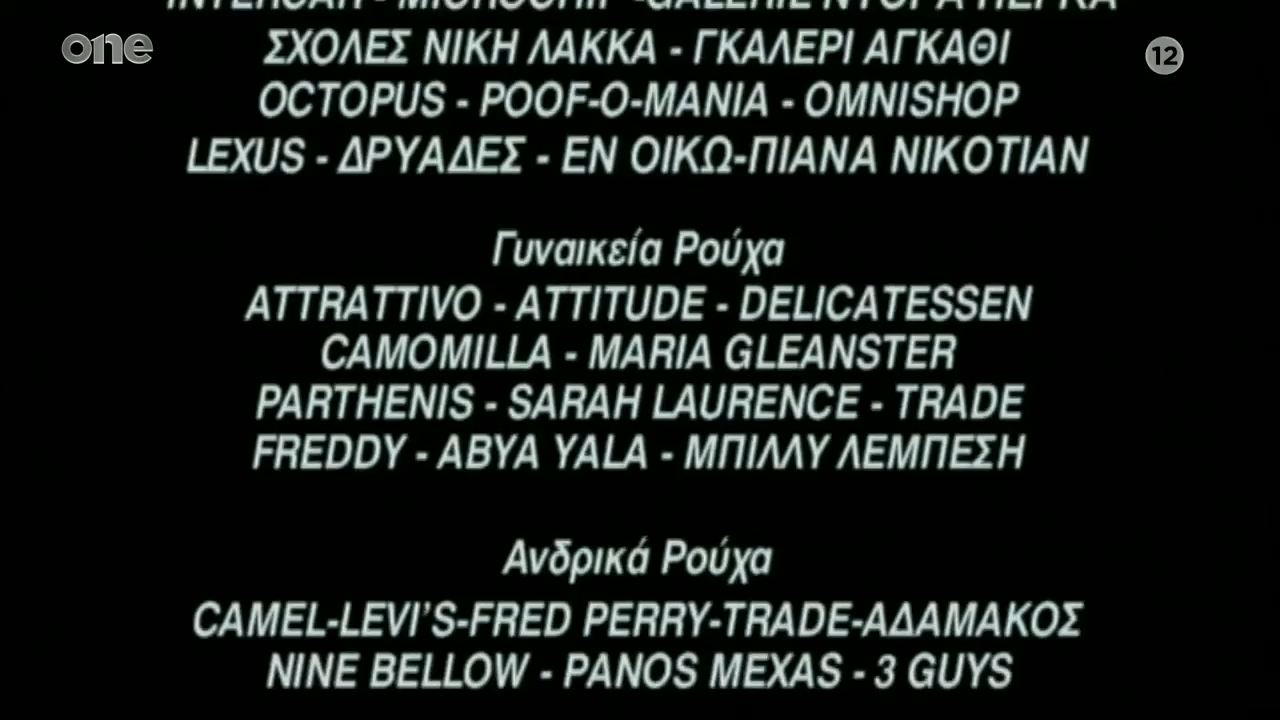 one
12
ΣΧΟΛΕΣ ΝΙΚΗ ΛΑΚΚΑ - ΓΚΑΛΕΡΙ ΑΓΚΑΘΙ
OCTOPUS - POOF-O-MANIA - OMNISHOP
LEXUS - ΔΡΥΑΔΕΣ - ΕΝ ΟΙΚΩ-ΠΙΑΝΑ ΝΙΚΟΤΙΑΝ
Γυναικεία Ρούχα
ATTRATTIVO - ATTITUDE - DELICATESSEN
CAMOMILLA - MARIA GLEANSTER
PARTHENIS - SARAH LAURENCE - TRADE
FREDDY - ABYA YALA - ΜΠΙΛΛΥ ΛΕΜΠΕΣΗ
Ανδρικά Ρούχα
CAMEL-LEVI'S-FRED PERRY-TRADE-ΑΔΑΜΑΚΟΣ
NINE BELLOW - PANOS MEXAS - 3 GUYS